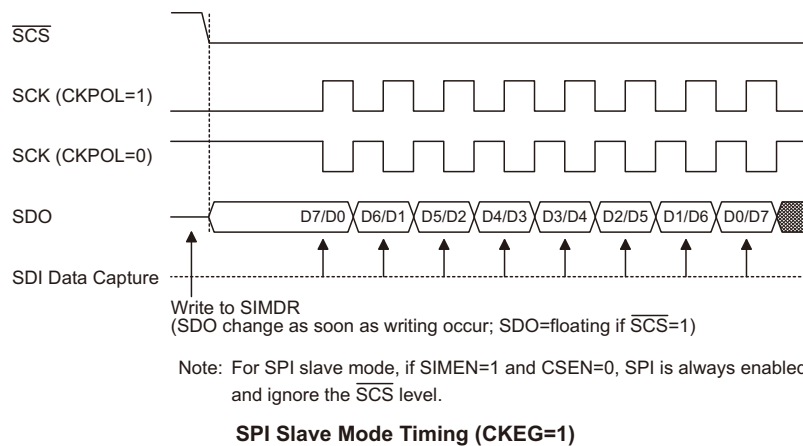 SCS
SCK (CKPOL=1)
SCK (CKPOL=0)
SDO
D7/D0 D6/D1 D5/D2 D4/D3 D3/D4 D2/D5 D1/D6 D0/D7
SDI Data Capture
Write to SIMDR
(SDO change as soon as writing occur; SDO=floating if SCS=1)
Note: For SPI slave mode, if SIMEN=1 and CSEN=0, SPI is always enabled
and ignore the SCS level.
SPI Slave Mode Timing (CKEG=1)